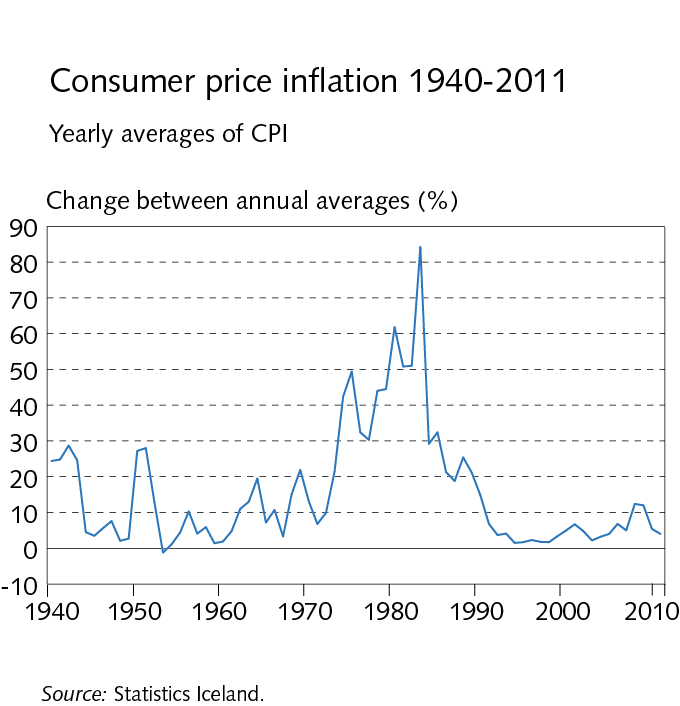 Consumer price inflation 1940-2011
Yearly averages of CPI
Change between annual averages (%)
90
80
70
60
50
40
30
20
10
0
-10
1940 1950 1960 1970 1980 1990 2000 2010
Source: Statistics Iceland.